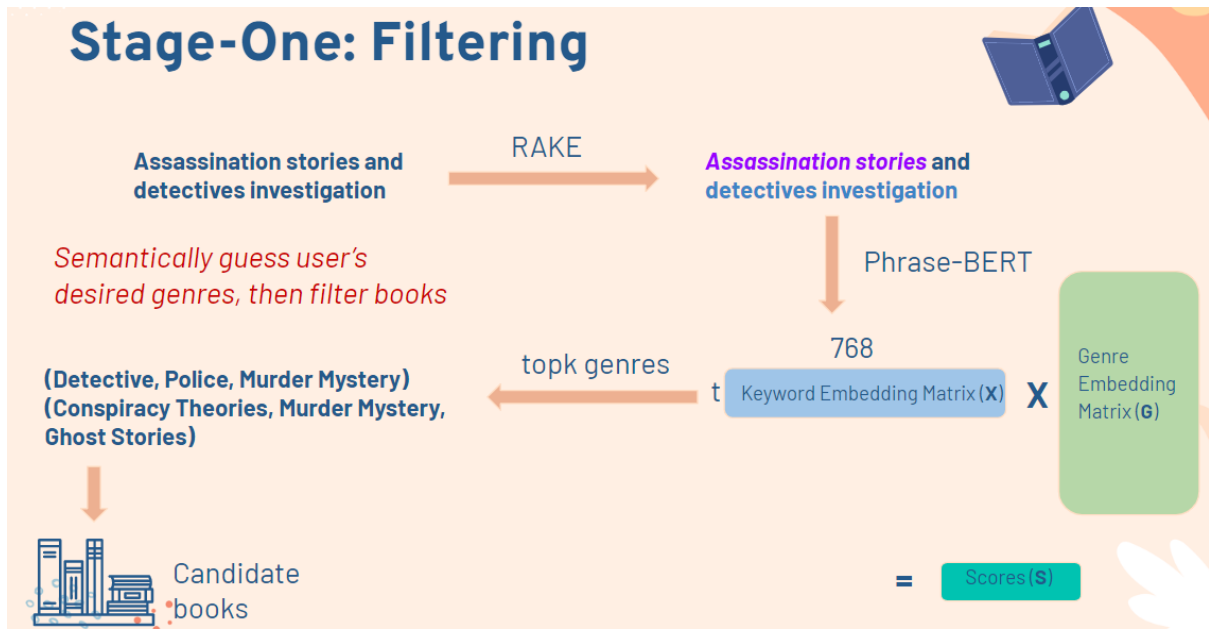 Stage-One: Filtering
Assassination stories and
detectives investigation
RAKE
Assassination stories and
detectives investigation
Semantically guess user's
desired genres, then filter books
Phrase-BERT
768
t
Keyword Embedding Matrix (X)
X
Genre
Embedding
Matrix (G)
topk genres
(Detective, Police, Murder Mystery)
(Conspiracy Theories, Murder Mystery,
Ghost Stories)
Candidate
books
=
Scores (S)